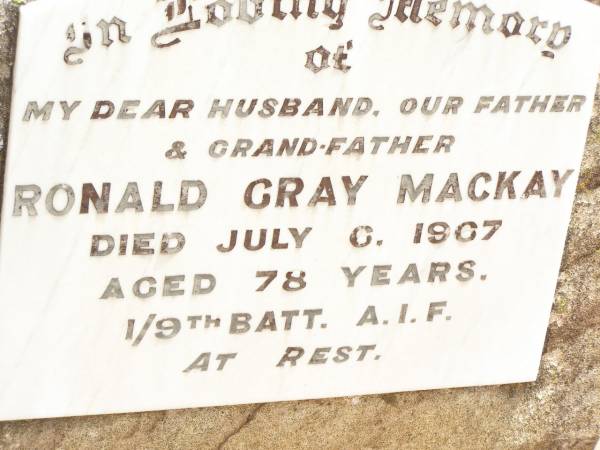 In Loving Memory
of
MY DEAR HUSBAND, OUR FATHER
& GRAND-FATHER
RONALD GRAY MACKAY
DIED JULY 6. 1967
AGED 78 YEARS.
1/9TH BATT. A.I.F.
AT REST.